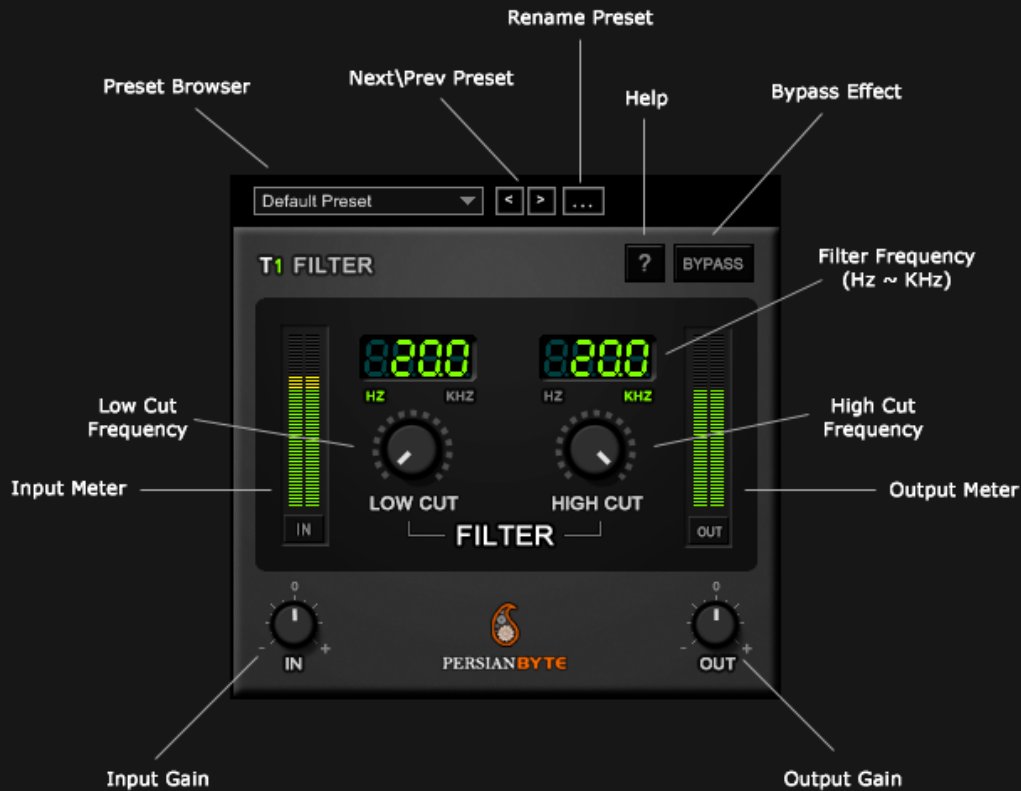 Rename Preset
Next\Prev Preset
Preset Browser
Help
Bypass Effect
Default Preset
< > ...
T1 FILTER
? BYPASS
Filter Frequency
(Hz ~ KHz)
20.0 20.0
HZ KHZ HZ KHZ
Low Cut
Frequency
High Cut
Frequency
Input Meter
Output Meter
LOW CUT HIGH CUT
FILTER
IN
OUT
0
- +
IN
PERSIANBYTE
0
- +
OUT
Input Gain
Output Gain